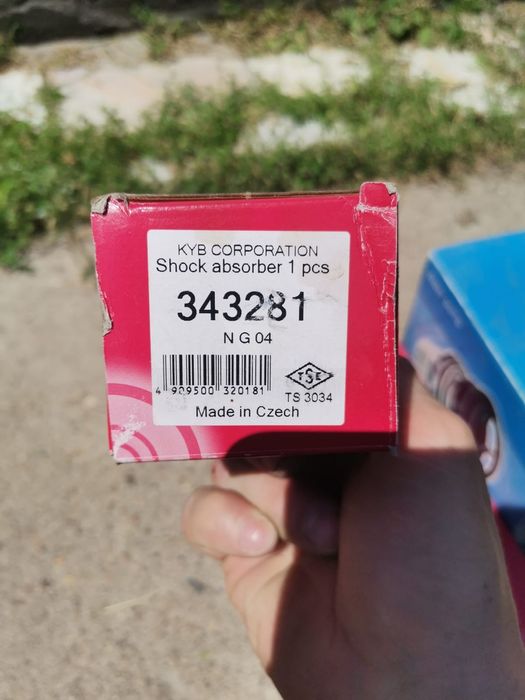 KYB CORPORATION
Shock absorber 1 pcs
343281
N G 04
4 909500 320181
TSE
TS 3034
Made in Czech